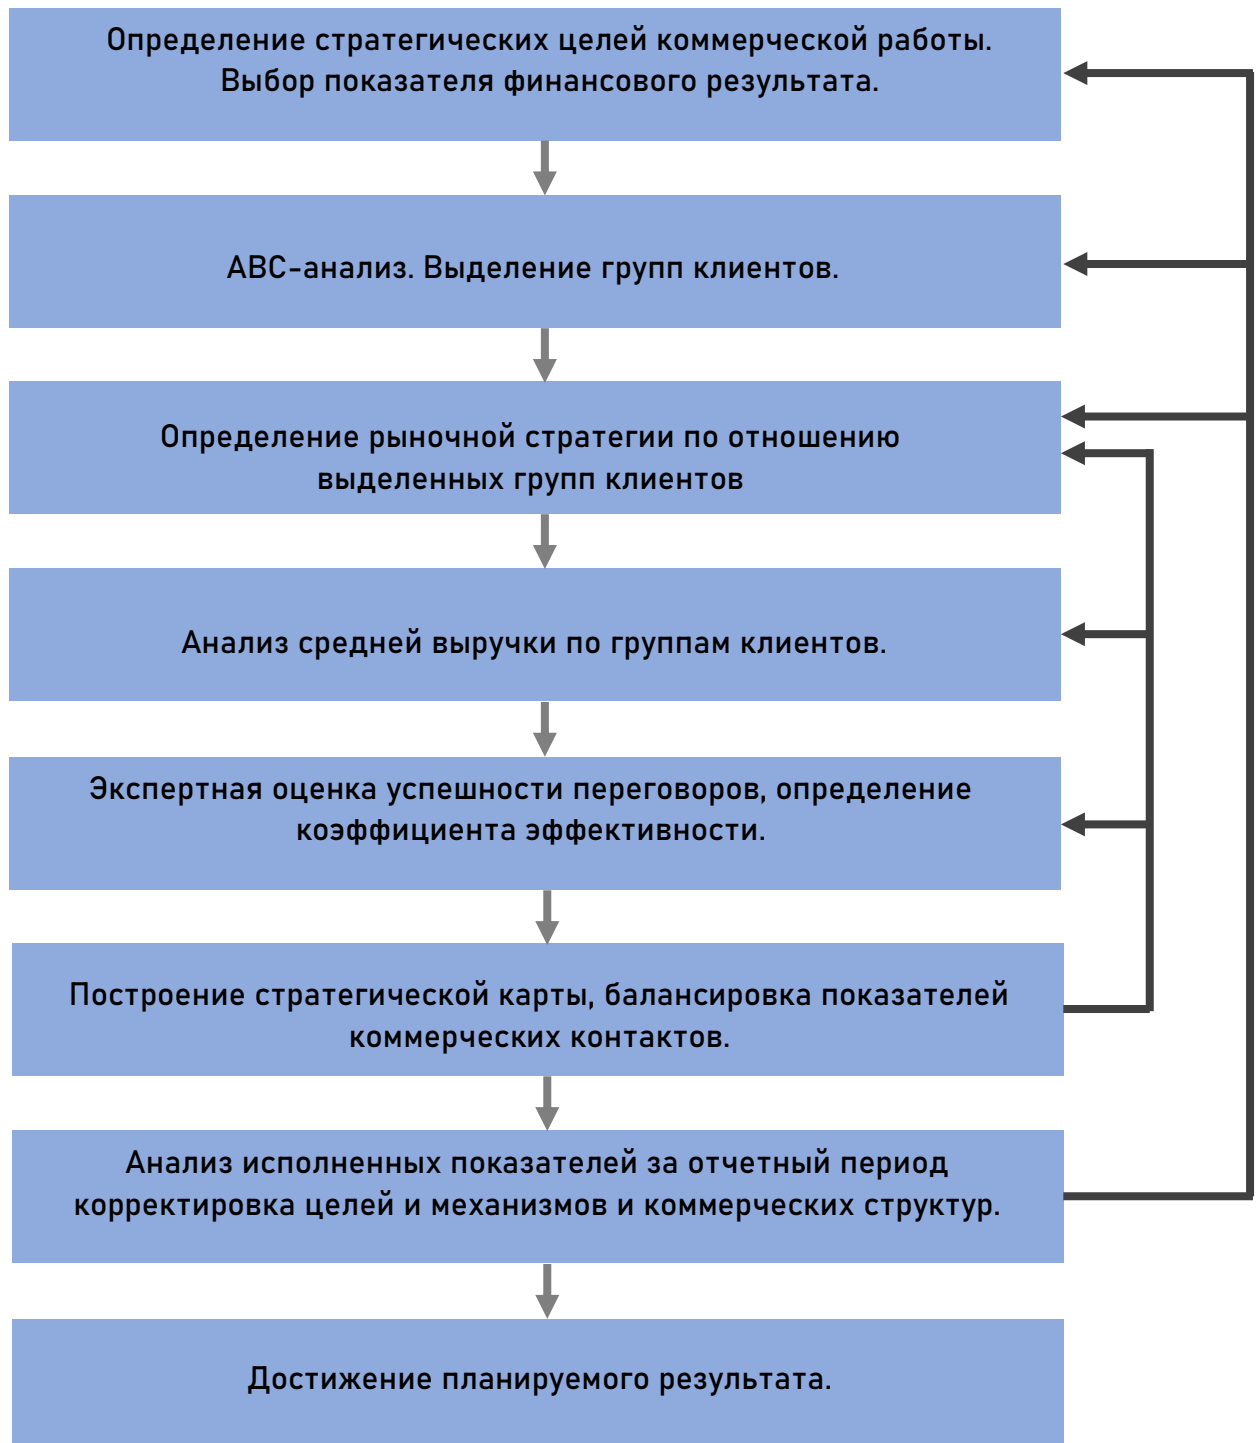 Определение стратегических целей коммерческой работы.
Выбор показателя финансового результата.
АВС-анализ. Выделение групп клиентов.
Определение рыночной стратегии по отношению
выделенных групп клиентов
Анализ средней выручки по группам клиентов.
Экспертная оценка успешности переговоров, определение
коэффициента эффективности.
Построение стратегической карты, балансировка показателей
коммерческих контактов.
Анализ исполненных показателей за отчетный период
корректировка целей и механизмов и коммерческих структур.
Достижение планируемого результата.